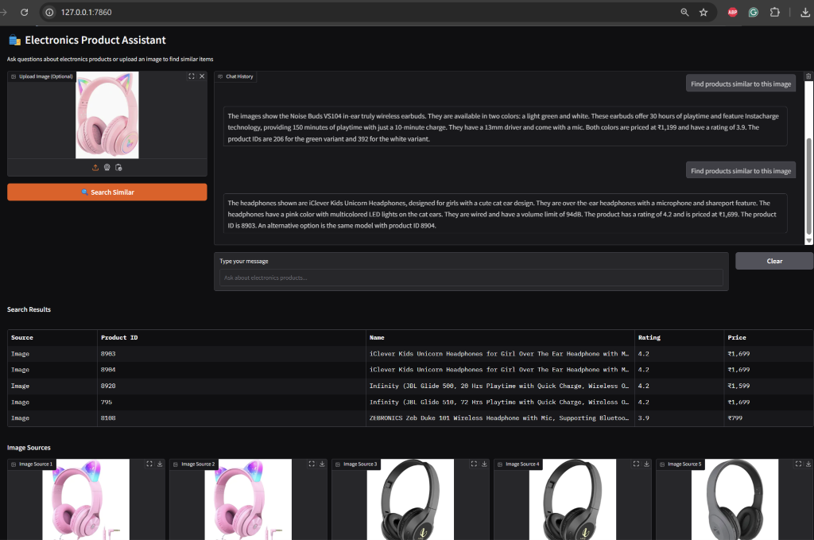 127.0.0.1:7860
ABP
Electronics Product Assistant
Ask questions about electronics products or upload an image to find similar items
Upload Image (Optional)
Search Similar
Chat History
Find products similar to this image
The images show the Noise Buds VS104 in-ear truly wireless earbuds. They are available in two colors: a light green and white. These earbuds offer 30 hours of playtime and feature Instacharge
technology, providing 150 minutes of playtime with just a 10-minute charge. They have a 13mm driver and come with a mic. Both colors are priced at ₹1,199 and have a rating of 3.9. The
product IDs are 206 for the green variant and 392 for the white variant.
Find products similar to this image
The headphones shown are iClever Kids Unicorn Headphones, designed for girls with a cute cat ear design. They are over-the-ear headphones with a microphone and shareport feature. The
headphones have a pink color with multicolored LED lights on the cat ears. They are wired and have a volume limit of 94dB. The product has a rating of 4.2 and is priced at ₹1,699. The product
ID is 8903. An alternative option is the same model with product ID 8904.
Type your message
Ask about electronics products...
Clear
Search Results
Source Product ID Name Rating Price
Image 8903 iClever Kids Unicorn Headphones for Girl Over The Ear Headphone with M… 4.2 ₹1,699
Image 8904 iClever Kids Unicorn Headphones for Girl Over The Ear Headphone with M… 4.2 ₹1,699
Image 8928 Infinity (JBL Glide 500, 20 Hrs Playtime with Quick Charge, Wireless O… 4.2 ₹1,599
Image 795 Infinity (JBL Glide 510, 72 Hrs Playtime with Quick Charge, Wireless O… 4.2 ₹1,699
Image 8108 ZEBRONICS Zeb Duke 101 Wireless Headphone with Mic, Supporting Bluetoo… 3.9 ₹799
Image Sources
Image Source 1
Image Source 2
Image Source 3
Image Source 4
Image Source 5